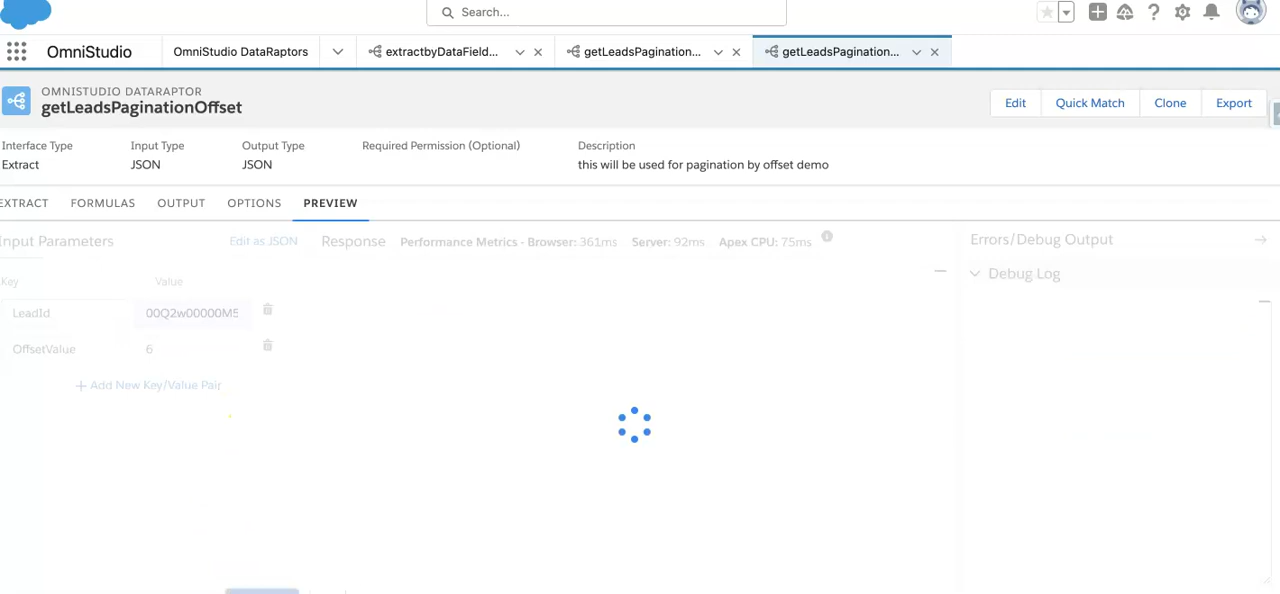 Search...
OmniStudio
OmniStudio DataRaptors
extractbyDataField...
getLeadsPagination...
getLeadsPagination...
OMNISTUDIO DATARAPTOR
getLeadsPaginationOffset
Edit
Quick Match
Clone
Export
Interface Type
Input Type
Output Type
Required Permission (Optional)
Description
Extract
JSON
JSON
this will be used for pagination by offset demo
EXTRACT
FORMULAS
OUTPUT
OPTIONS
PREVIEW
Input Parameters
Edit as JSON
Response
Performance Metrics - Browser: 361ms Server: 92ms Apex CPU: 75ms
Errors/Debug Output
Debug Log
Key
Value
LeadId
00Q2w00000M5
OffsetValue
6
+ Add New Key/Value Pair